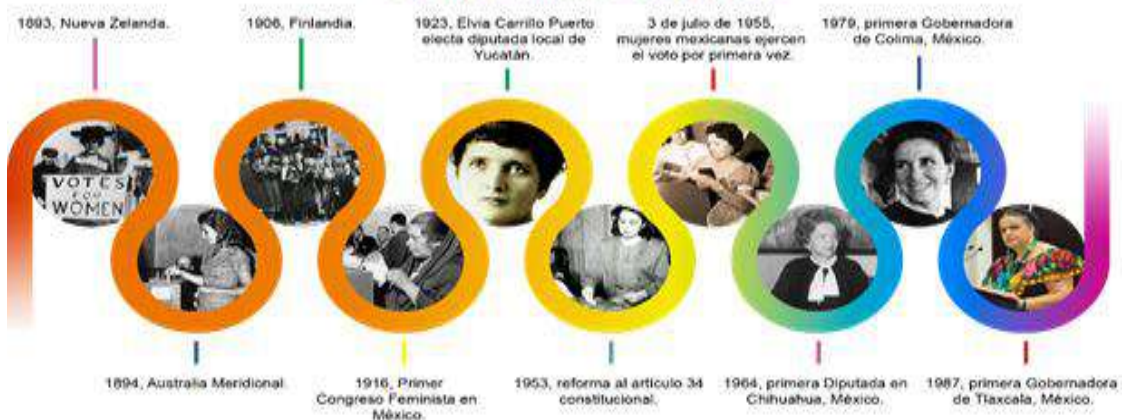 1893, Nueva Zelanda.
1906, Finlandia.
1923, Elvia Carrillo Puerto
electa diputada local de
Yucatán.
3 de julio de 1955,
mujeres mexicanas ejercen
el voto por primera vez.
1979, primera Gobernadora
de Colima, México.
VOTES
FOR
WOMEN
1894, Australia Meridional.
1916, Primer
Congreso Feminista en
México.
1953, reforma al artículo 34
constitucional.
1964, primera Diputada en
Chihuahua, México.
1987, primera Gobernadora
de Tlaxcala, México.